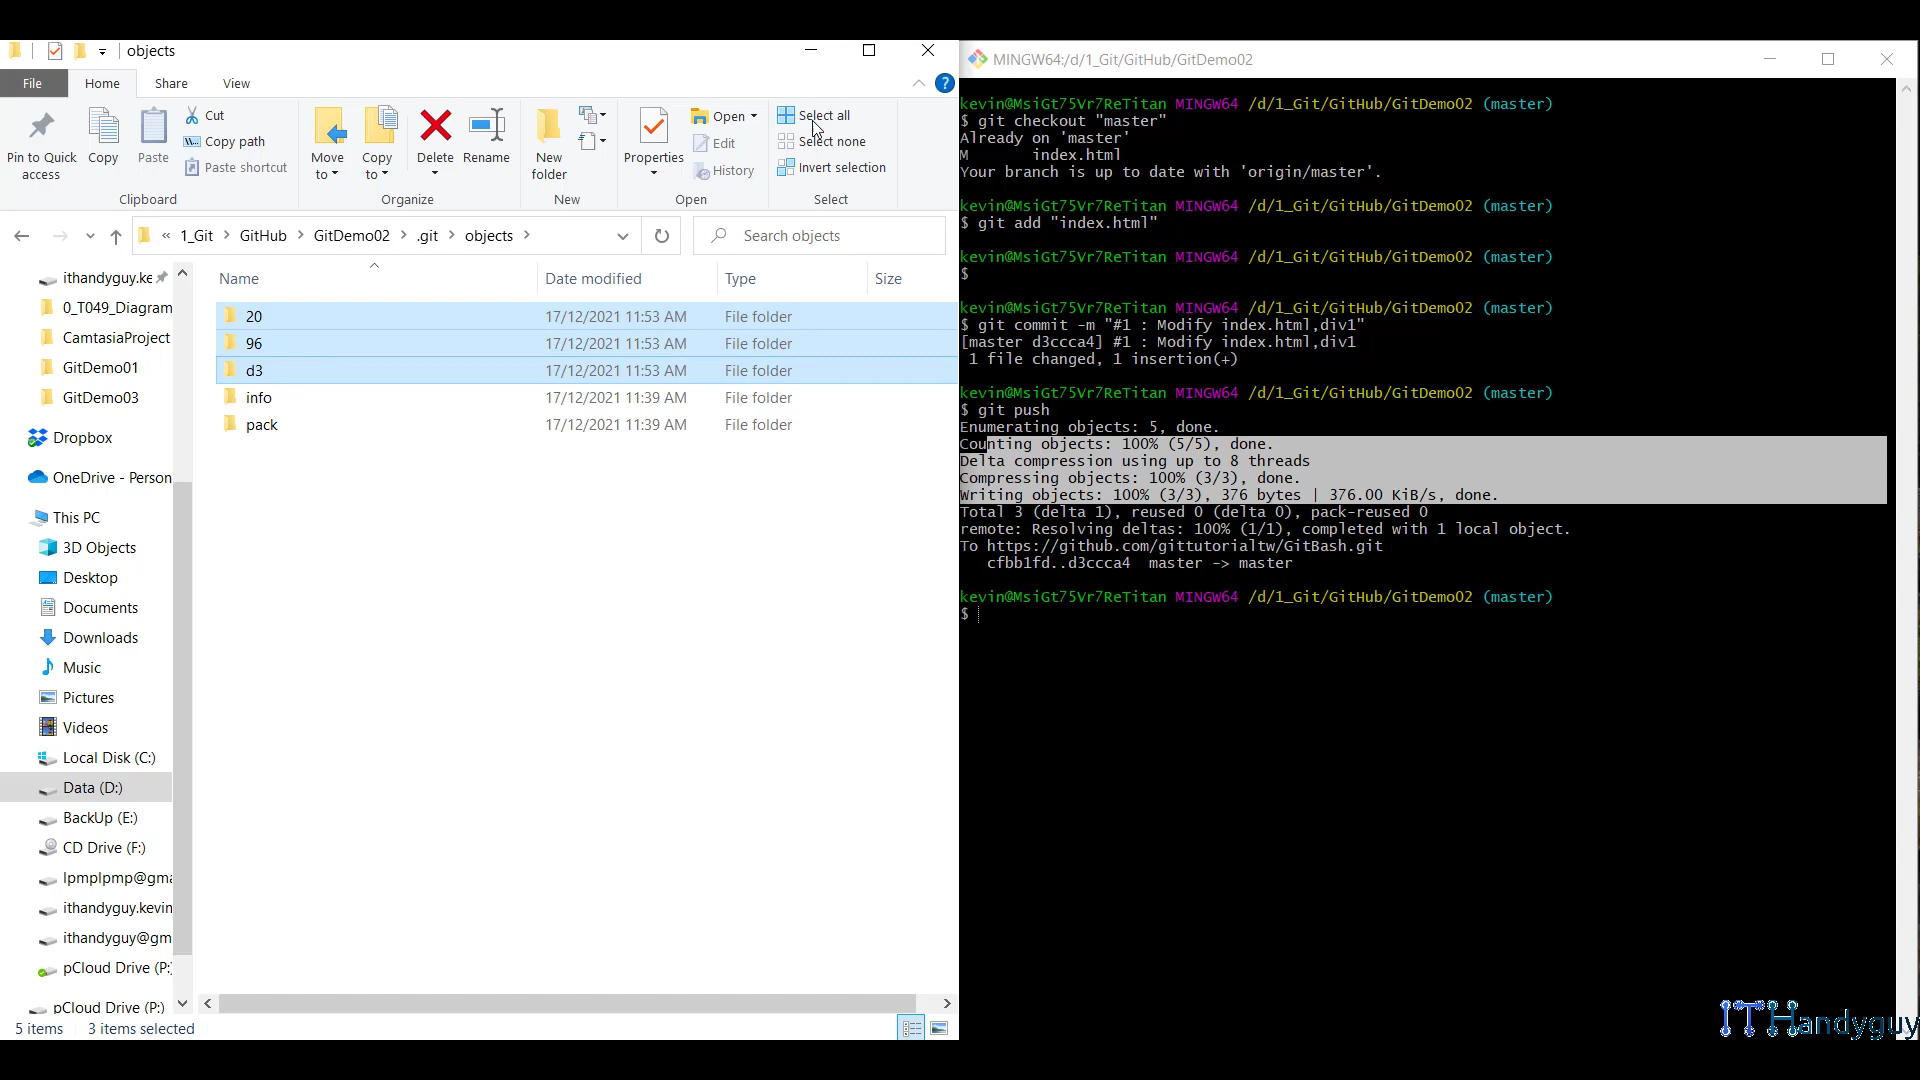 objects
File
Home
Share
View
Pin to Quick access
Copy
Paste
Cut
Copy path
Paste shortcut
Clipboard
Move to
Copy to
Delete
Rename
Organize
New folder
New
Properties
Open
Edit
History
Open
Select all
Select none
Invert selection
Select
« 1_Git > GitHub > GitDemo02 > .git > objects >
Search objects
Name Date modified Type Size
20 17/12/2021 11:53 AM File folder
96 17/12/2021 11:53 AM File folder
d3 17/12/2021 11:53 AM File folder
info 17/12/2021 11:39 AM File folder
pack 17/12/2021 11:39 AM File folder
ithandyguy.ke
0_T049_Diagram
CamtasiaProject
GitDemo01
GitDemo03
Dropbox
OneDrive - Person
This PC
3D Objects
Desktop
Documents
Downloads
Music
Pictures
Videos
Local Disk (C:)
Data (D:)
BackUp (E:)
CD Drive (F:)
lpmplpmp@gma
ithandyguy.kevin
ithandyguy@gm
pCloud Drive (P:)
pCloud Drive (P:)
5 items 3 items selected
MINGW64:/d/1_Git/GitHub/GitDemo02
kevin@MsiGt75Vr7ReTitan MINGW64 /d/1_Git/GitHub/GitDemo02 (master)
$ git checkout "master"
Already on 'master'
M index.html
Your branch is up to date with 'origin/master'.
kevin@MsiGt75Vr7ReTitan MINGW64 /d/1_Git/GitHub/GitDemo02 (master)
$ git add "index.html"
kevin@MsiGt75Vr7ReTitan MINGW64 /d/1_Git/GitHub/GitDemo02 (master)
$
kevin@MsiGt75Vr7ReTitan MINGW64 /d/1_Git/GitHub/GitDemo02 (master)
$ git commit -m "#1 : Modify index.html,div1"
[master d3ccca4] #1 : Modify index.html,div1
1 file changed, 1 insertion(+)
kevin@MsiGt75Vr7ReTitan MINGW64 /d/1_Git/GitHub/GitDemo02 (master)
$ git push
Enumerating objects: 5, done.
Counting objects: 100% (5/5), done.
Delta compression using up to 8 threads
Compressing objects: 100% (3/3), done.
Writing objects: 100% (3/3), 376 bytes | 376.00 KiB/s, done.
Total 3 (delta 1), reused 0 (delta 0), pack-reused 0
remote: Resolving deltas: 100% (1/1), completed with 1 local object.
To https://github.com/gittutorialtw/GitBash.git
cfbb1fd..d3ccca4 master -> master
kevin@MsiGt75Vr7ReTitan MINGW64 /d/1_Git/GitHub/GitDemo02 (master)
$
ITHandyguy